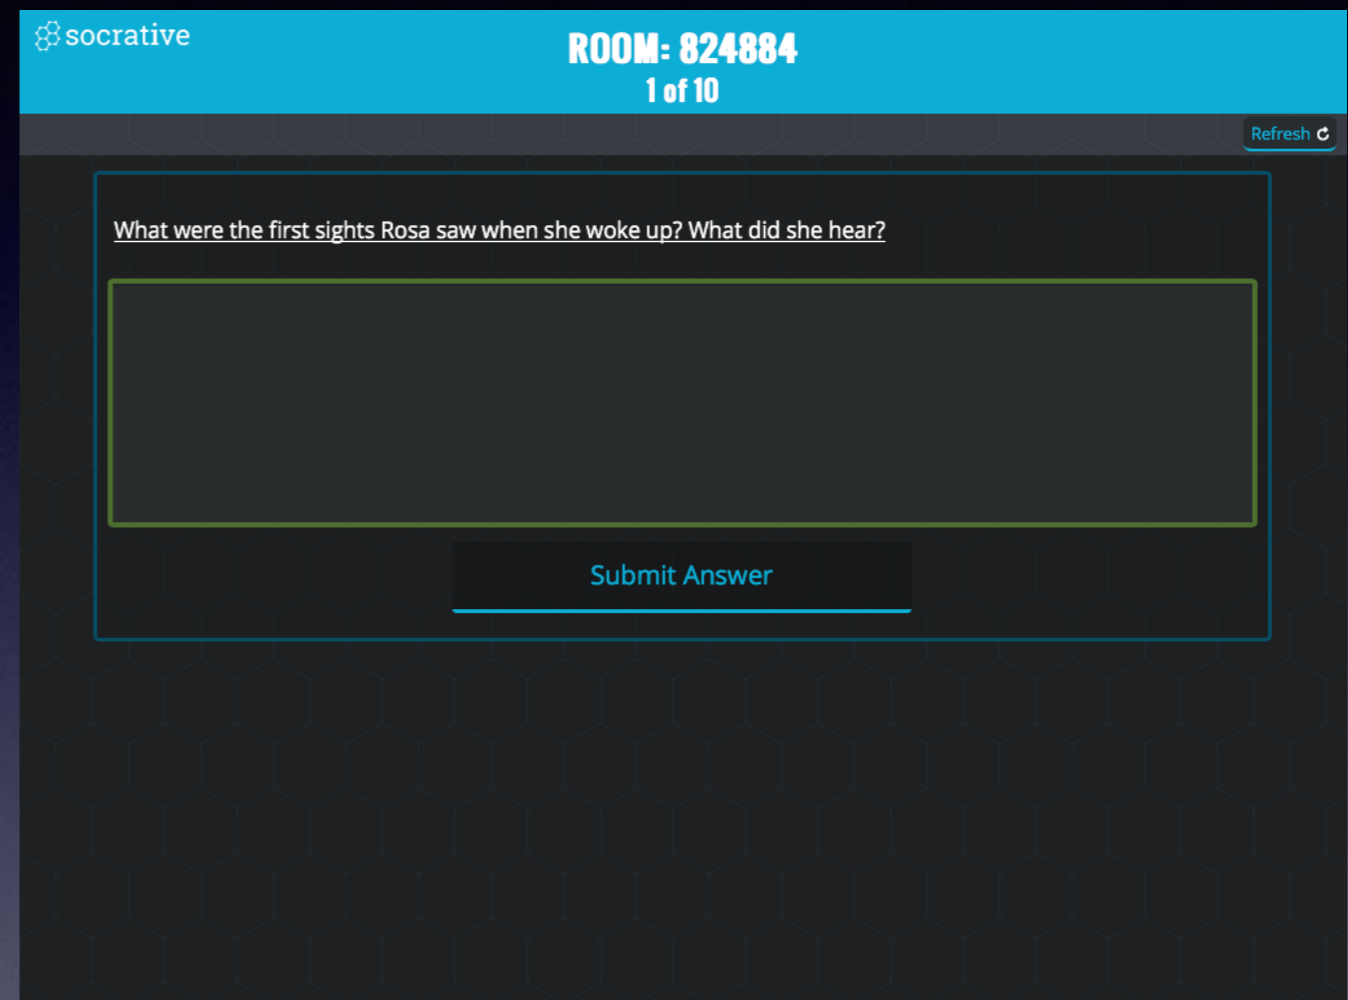 socrative
ROOM: 824884
1 of 10
Refresh
What were the first sights Rosa saw when she woke up? What did she hear?
Submit Answer